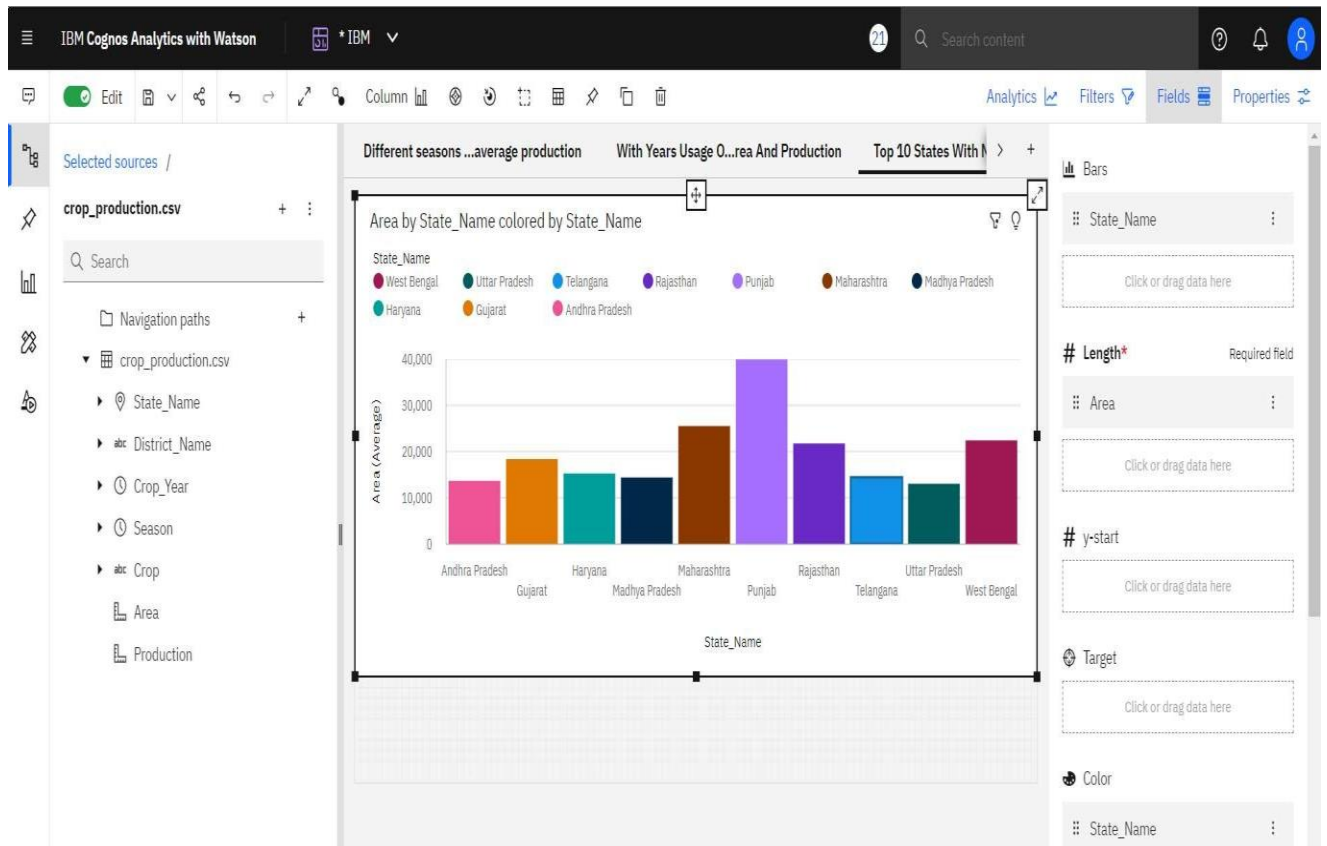 IBM Cognos Analytics with Watson
* IBM
21
Search content
Edit
Column
Analytics
Filters
Fields
Properties
Selected sources /
crop_production.csv
Search
Navigation paths
crop_production.csv
State_Name
abc District_Name
Crop_Year
Season
abc Crop
Area
Production
Different seasons ...average production
With Years Usage O...rea And Production
Top 10 States With
Area by State_Name colored by State_Name
State_Name
West Bengal Uttar Pradesh Telangana Rajasthan Punjab Maharashtra Madhya Pradesh
Haryana Gujarat Andhra Pradesh
Area (Average)
40,000
30,000
20,000
10,000
0
Andhra Pradesh Haryana Maharashtra Rajasthan Uttar Pradesh
Gujarat Madhya Pradesh Punjab Telangana West Bengal
State_Name
Bars
State_Name
Click or drag data here
# Length* Required field
Area
Click or drag data here
# y-start
Click or drag data here
Target
Click or drag data here
Color
State_Name